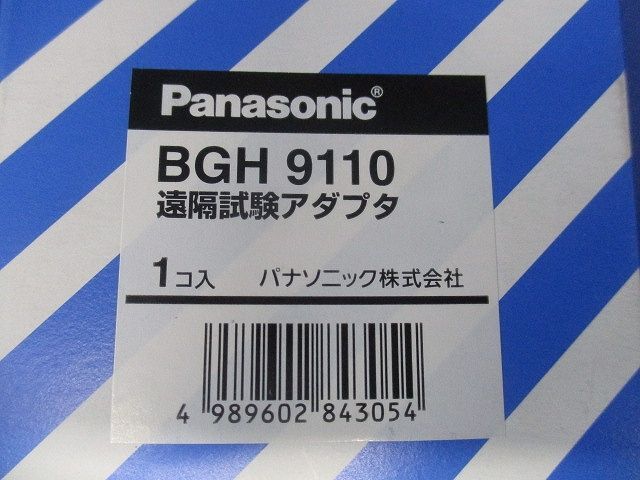 Panasonic®
BGH 9110
遠隔試験アダプタ
1コ入 パナソニック株式会社
4 989602 843054